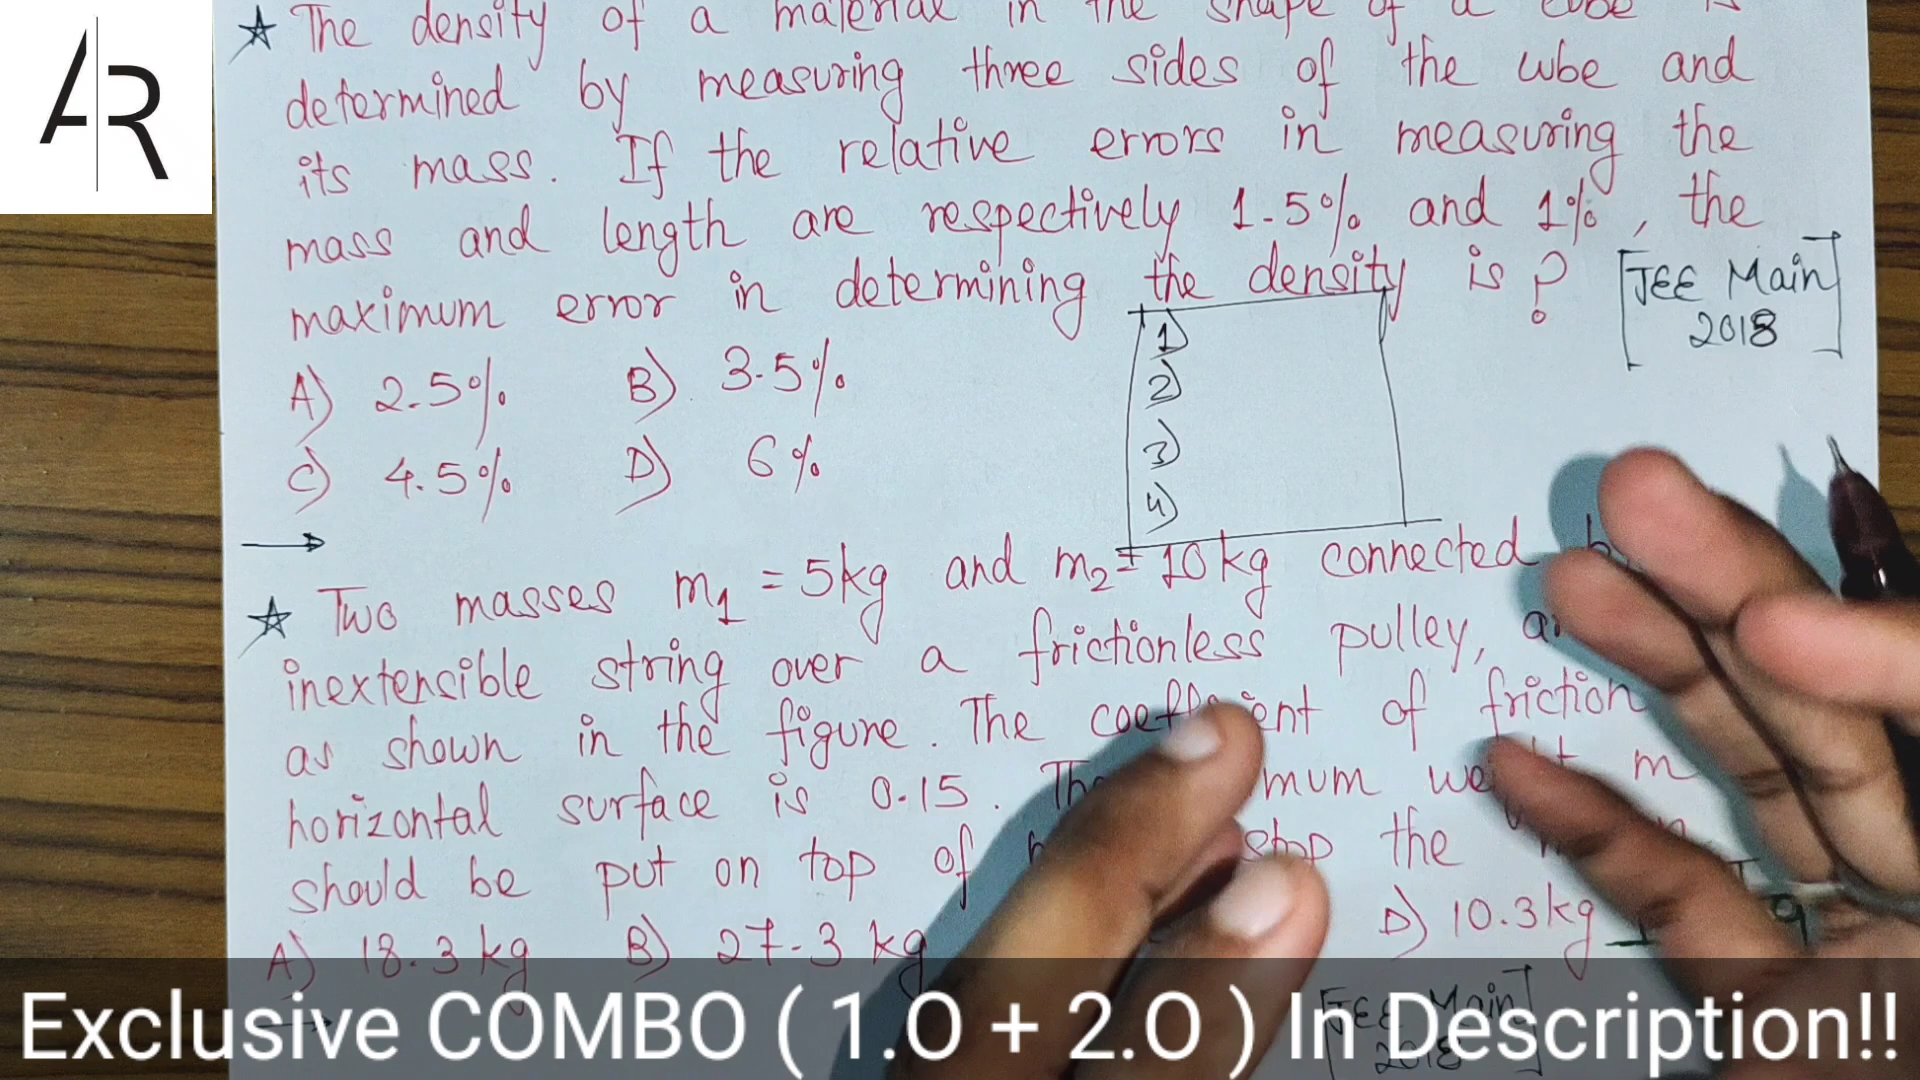 AR
☆ The density of a material in the shape of a cube is
determined by measuring three sides of the cube and
its mass. If the relative errors in measuring the
mass and length are respectively 1.5% and 1%, the
maximum error in determining the density is?
[JEE Main
2018]
A) 2.5% B) 3.5%
C) 4.5% D) 6%
1)
2)
3)
4)
→
☆ Two masses m1 = 5kg and m2 = 10kg connected
inextensible string over a frictionless pulley,
as shown in the figure. The coefficient of friction
horizontal surface is 0.15. m
should be put on top of stop the
A) 18.3 kg B) 27.3 kg D) 10.3kg
[JEE Main]
2018
Exclusive COMBO ( 1.O + 2.O ) In Description!!